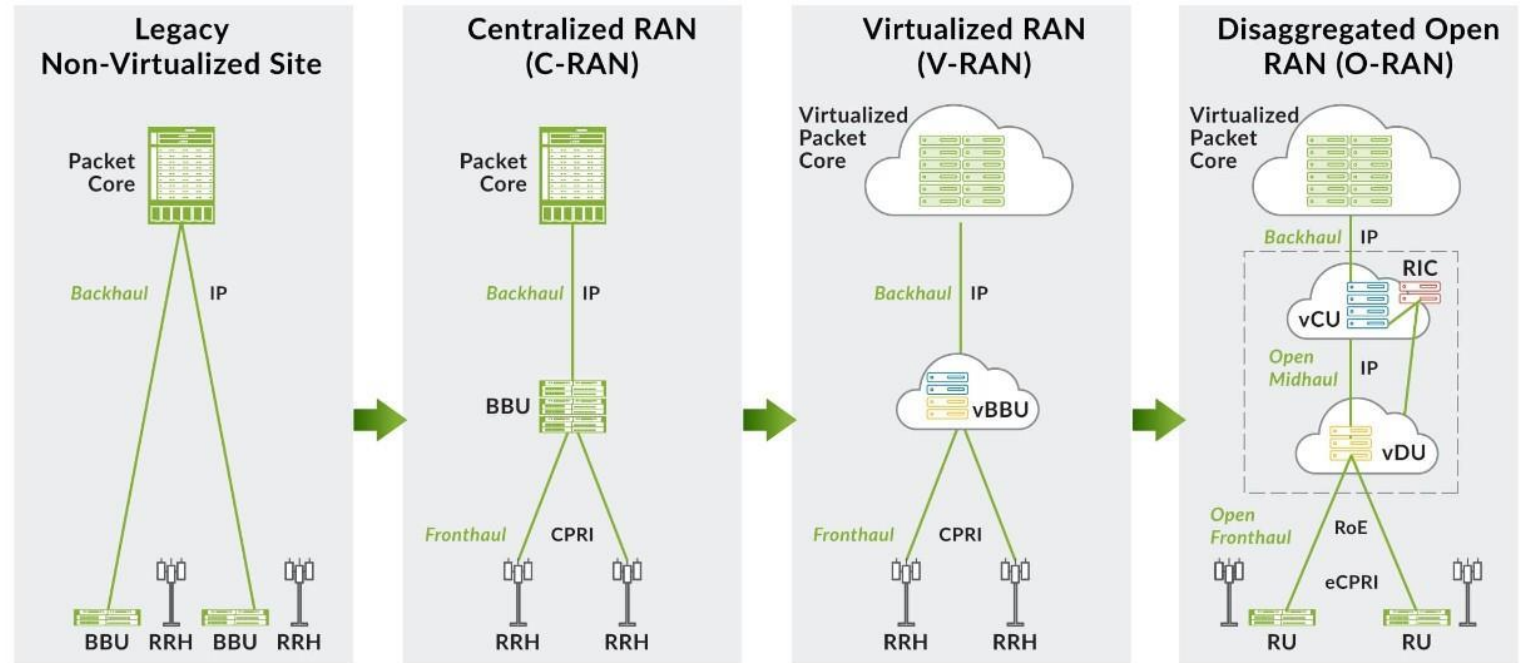 Legacy
Non-Virtualized Site
Packet
Core
Backhaul
IP
BBU
RRH
BBU
RRH
Centralized RAN
(C-RAN)
Packet
Core
Backhaul
IP
BBU
Fronthaul
CPRI
RRH
RRH
Virtualized RAN
(V-RAN)
Virtualized
Packet
Core
Backhaul
IP
vBBU
Fronthaul
CPRI
RRH
RRH
Disaggregated Open
RAN (O-RAN)
Virtualized
Packet
Core
Backhaul
IP
RIC
vCU
Open
Midhaul
IP
vDU
Open
Fronthaul
RoE
eCPRI
RU
RU